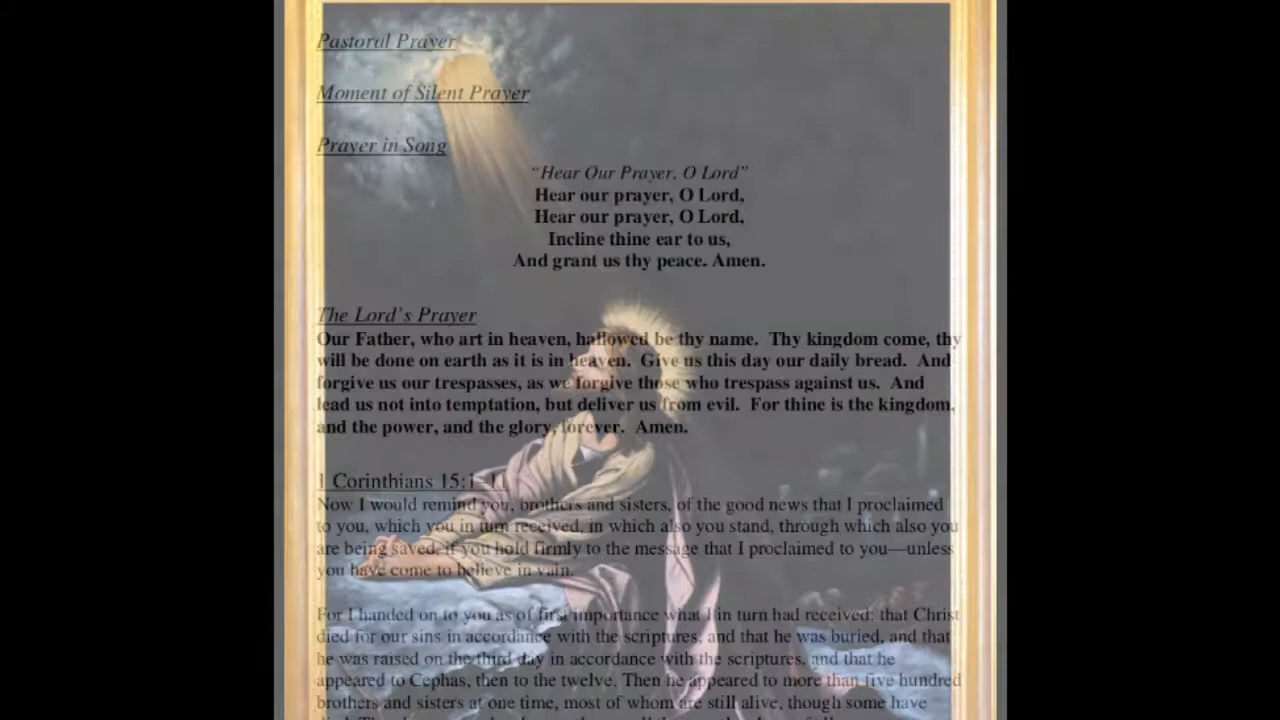 Pastoral Prayer
Moment of Silent Prayer
Prayer in Song
“Hear Our Prayer, O Lord”
Hear our prayer, O Lord,
Hear our prayer, O Lord,
Incline thine ear to us,
And grant us thy peace. Amen.
The Lord’s Prayer
Our Father, who art in heaven, hallowed be thy name.  Thy kingdom come, thy
will be done on earth as it is in heaven.  Give us this day our daily bread.  And
forgive us our trespasses, as we forgive those who trespass against us.  And
lead us not into temptation, but deliver us from evil.  For thine is the kingdom,
and the power, and the glory, forever.  Amen.
1 Corinthians 15:1-11
Now I would remind you, brothers and sisters, of the good news that I proclaimed
to you, which you in turn received, in which also you stand, through which also you
are being saved, if you hold firmly to the message that I proclaimed to you—unless
you have come to believe in vain.
For I handed on to you as of first importance what I in turn had received: that Christ
died for our sins in accordance with the scriptures, and that he was buried, and that
he was raised on the third day in accordance with the scriptures, and that he
appeared to Cephas, then to the twelve. Then he appeared to more than five hundred
brothers and sisters at one time, most of whom are still alive, though some have